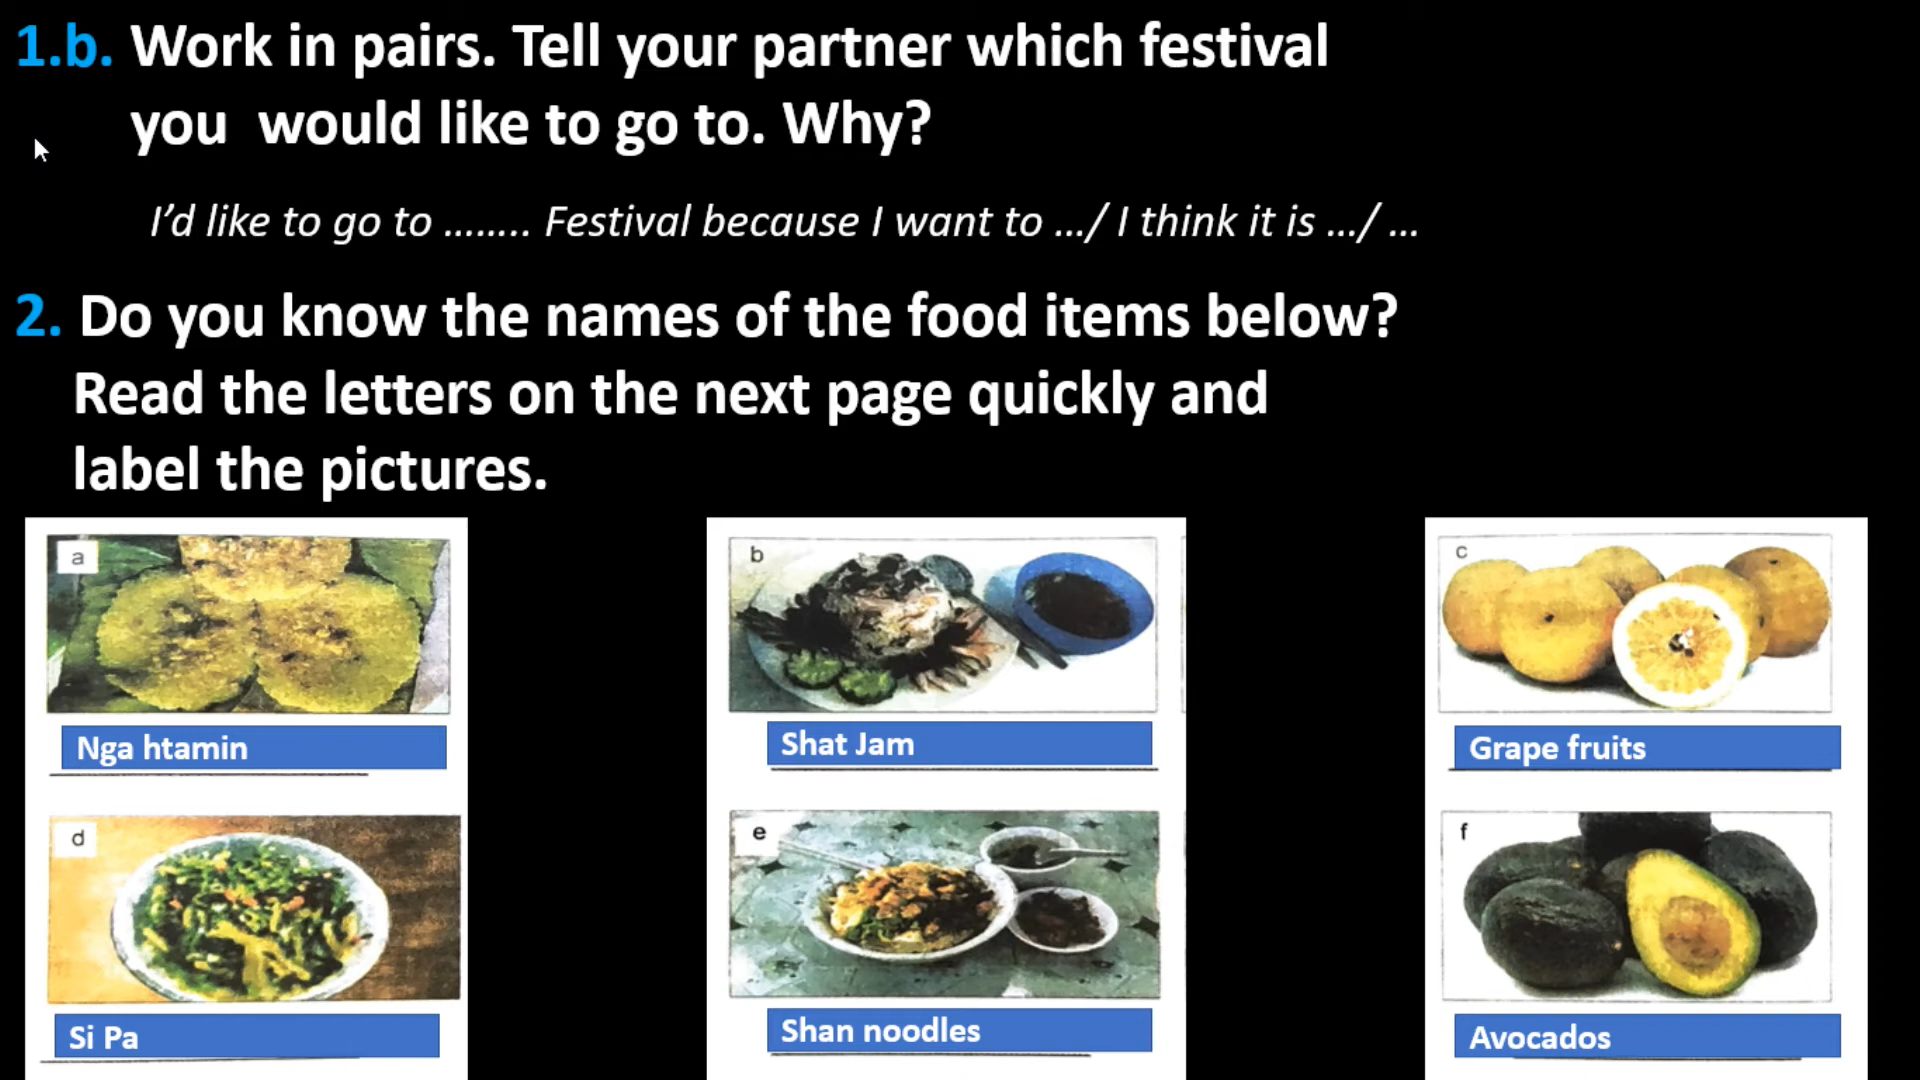 1.b. Work in pairs. Tell your partner which festival
you would like to go to. Why?
I'd like to go to …….. Festival because I want to …/ I think it is …/ …
2. Do you know the names of the food items below?
Read the letters on the next page quickly and
label the pictures.
a
b
c
Nga htamin
Shat Jam
Grape fruits
d
e
f
Si Pa
Shan noodles
Avocados